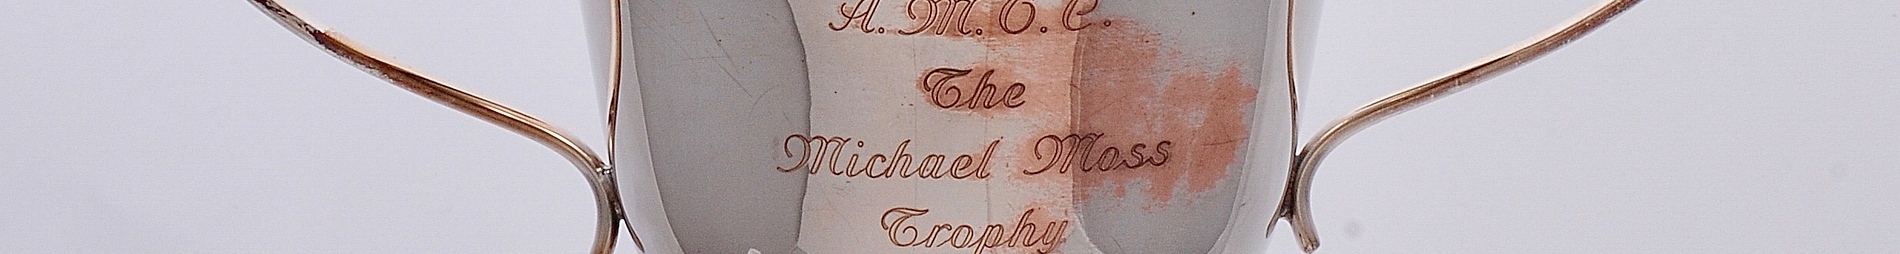 A.M.C.C.
The
Michael Moss
Trophy